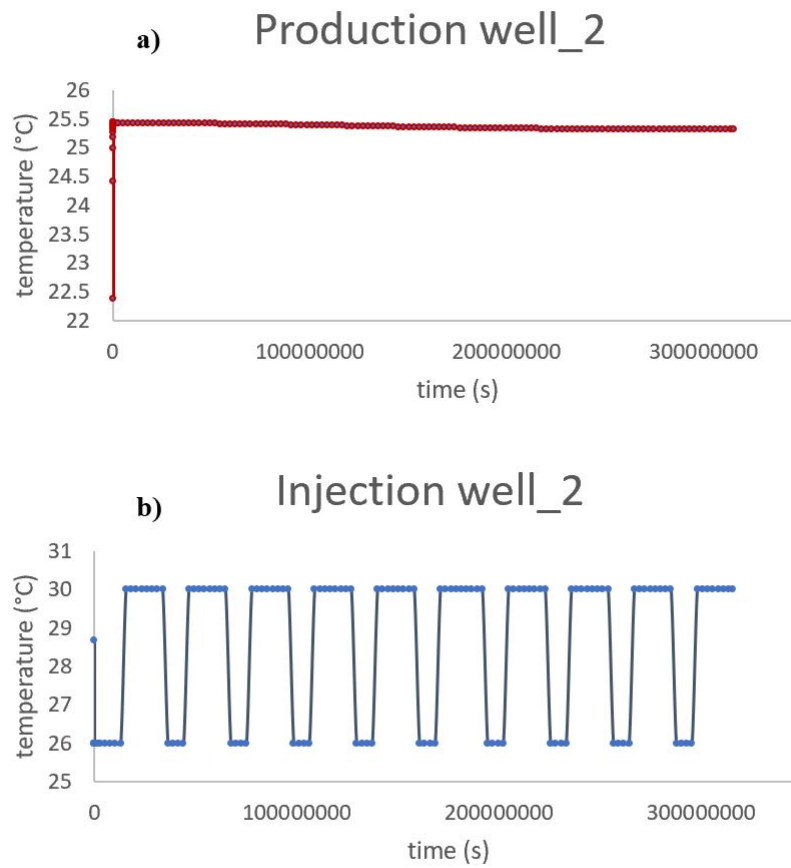 a)
Production well_2
26
25.5
25
24.5
24
23.5
23
22.5
22
temperature (°C)
0 100000000 200000000 300000000
time (s)
b)
Injection well_2
31
30
29
28
27
26
25
temperature (°C)
0 100000000 200000000 300000000
time (s)